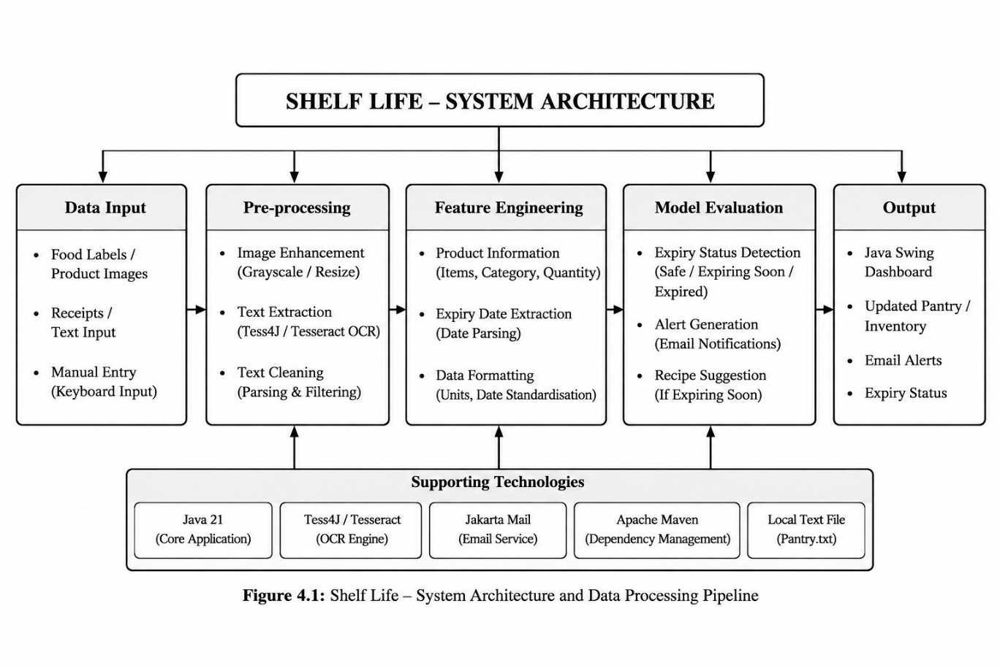 SHELF LIFE – SYSTEM ARCHITECTURE
Data Input
• Food Labels /
Product Images
• Receipts /
Text Input
• Manual Entry
(Keyboard Input)
Pre-processing
• Image Enhancement
(Grayscale / Resize)
• Text Extraction
(Tess4J / Tesseract OCR)
• Text Cleaning
(Parsing & Filtering)
Feature Engineering
• Product Information
(Items, Category, Quantity)
• Expiry Date Extraction
(Date Parsing)
• Data Formatting
(Units, Date Standardisation)
Model Evaluation
• Expiry Status Detection
(Safe / Expiring Soon /
Expired)
• Alert Generation
(Email Notifications)
• Recipe Suggestion
(If Expiring Soon)
Output
• Java Swing
Dashboard
• Updated Pantry /
Inventory
• Email Alerts
• Expiry Status
Supporting Technologies
Java 21
(Core Application)
Tess4J / Tesseract
(OCR Engine)
Jakarta Mail
(Email Service)
Apache Maven
(Dependency Management)
Local Text File
(Pantry.txt)
Figure 4.1: Shelf Life – System Architecture and Data Processing Pipeline